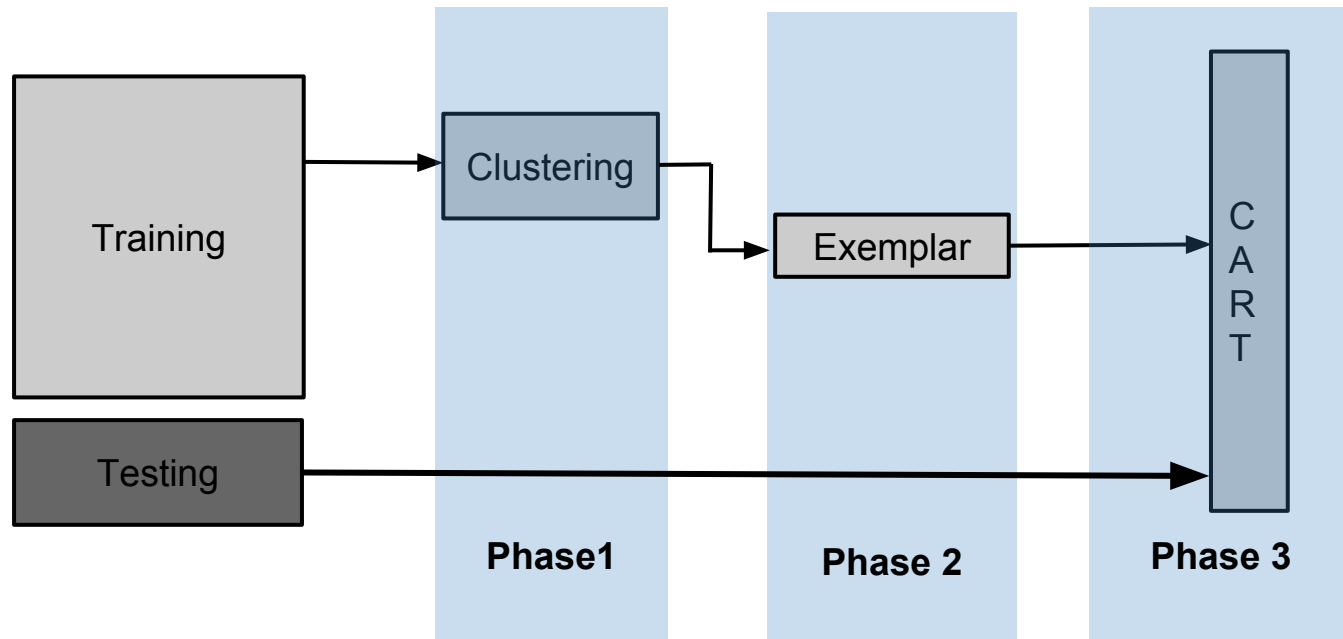 Training
Clustering
Exemplar
C
A
R
T
Testing
Phase1
Phase 2
Phase 3